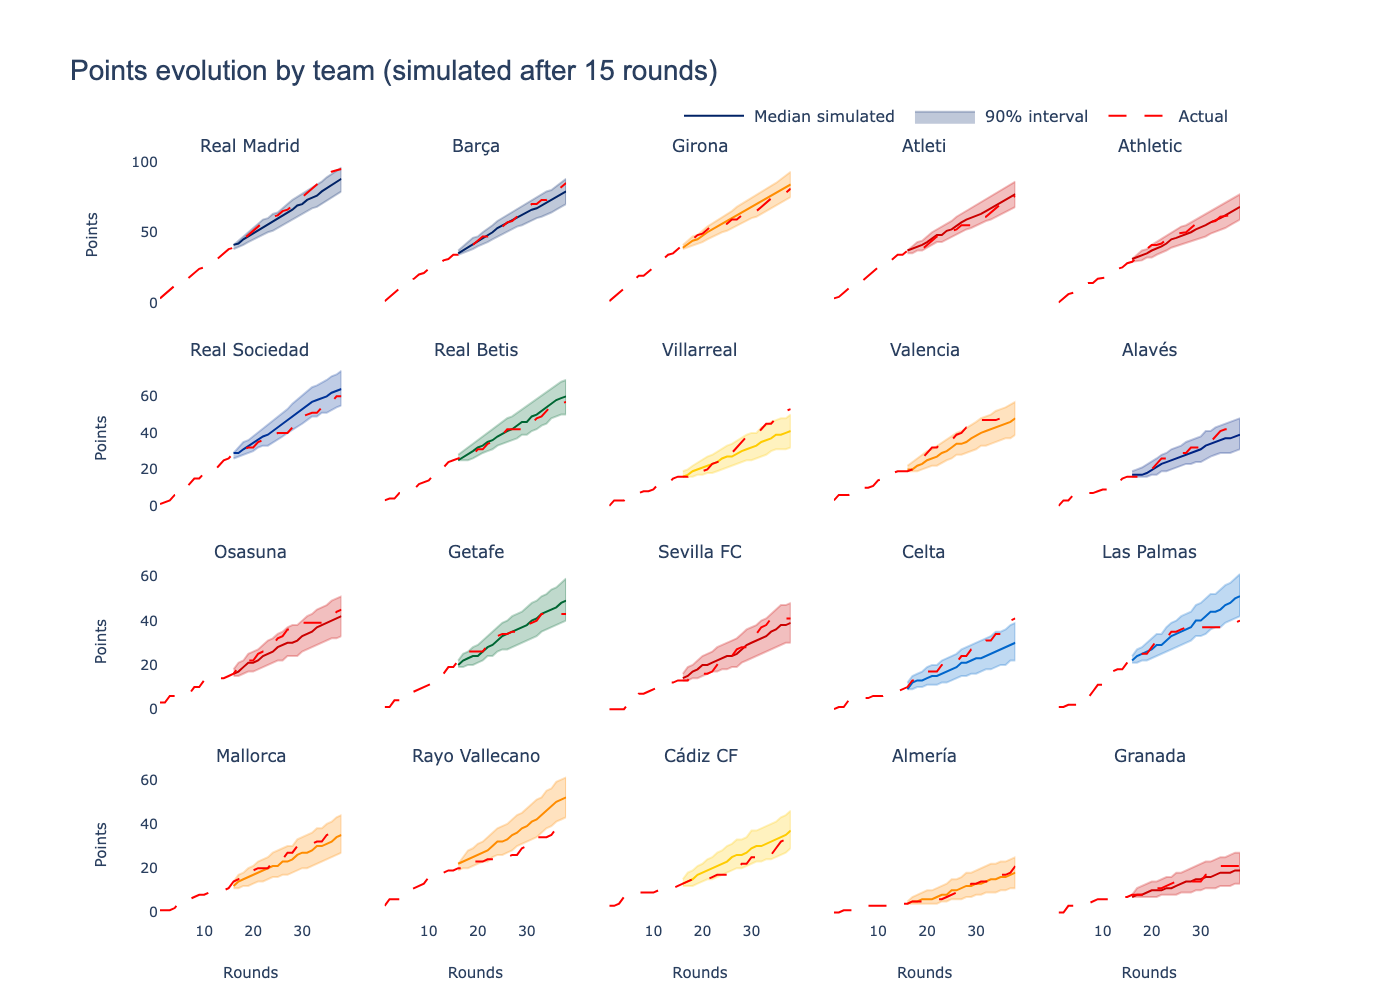 Points evolution by team (simulated after 15 rounds)
Median simulated 90% interval Actual
Real Madrid Barça Girona Atleti Athletic
100
50
0
Points
Real Sociedad Real Betis Villarreal Valencia Alavés
60
40
20
0
Points
Osasuna Getafe Sevilla FC Celta Las Palmas
60
40
20
0
Points
Mallorca Rayo Vallecano Cádiz CF Almería Granada
60
40
20
0
Points
10 20 30 10 20 30 10 20 30 10 20 30 10 20 30
Rounds Rounds Rounds Rounds Rounds